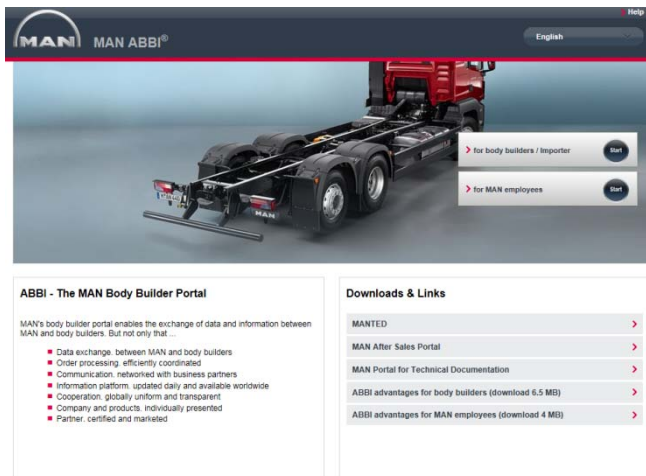 Help
MAN
MAN ABBI®
English
for body builders / Importer
Start
for MAN employees
Start
MAN
ABBI - The MAN Body Builder Portal
MAN's body builder portal enables the exchange of data and information between
MAN and body builders. But not only that ...
Data exchange. between MAN and body builders
Order processing. efficiently coordinated
Communication. networked with business partners
Information platform. updated daily and available worldwide
Cooperation. globally uniform and transparent
Company and products. individually presented
Partner. certified and marketed
Downloads & Links
MANTED
MAN After Sales Portal
MAN Portal for Technical Documentation
ABBI advantages for body builders (download 6.5 MB)
ABBI advantages for MAN employees (download 4 MB)